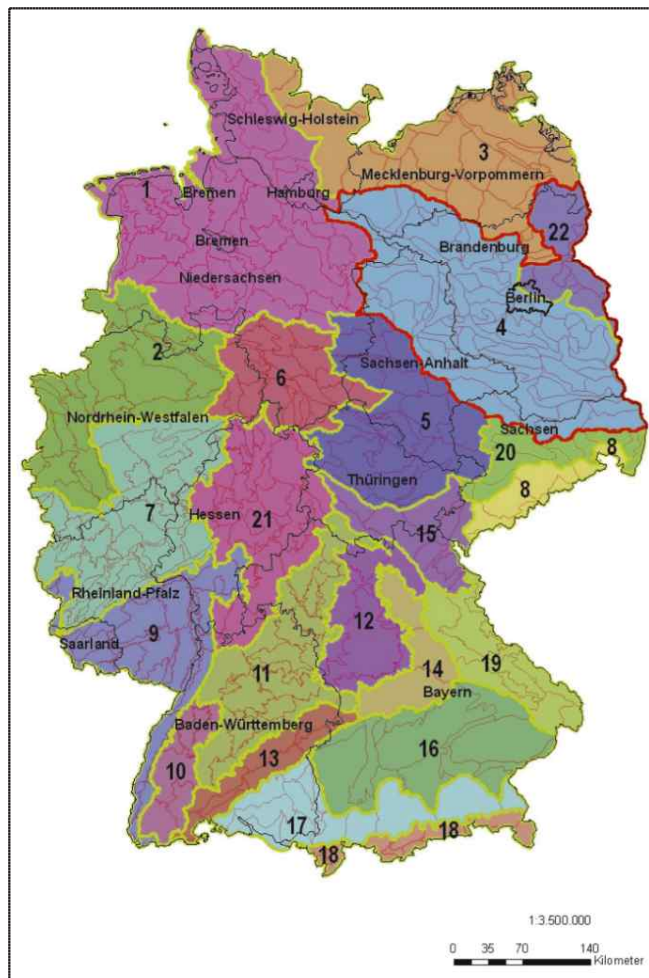 Schleswig-Holstein
3
Mecklenburg-Vorpommern
1
Bremen
Hamburg
22
Bremen
Brandenburg
Niedersachsen
Berlin
4
2
Sachsen-Anhalt
6
Nordrhein-Westfalen
5
Sachsen
20
8
Thüringen
8
7
Hessen
21
15
Rheinland-Pfalz
9
Saarland
12
19
11
14
Bayern
Baden-Württemberg
16
13
10
17
18
18
1:3.500.000
0 35 70 140
Kilometer